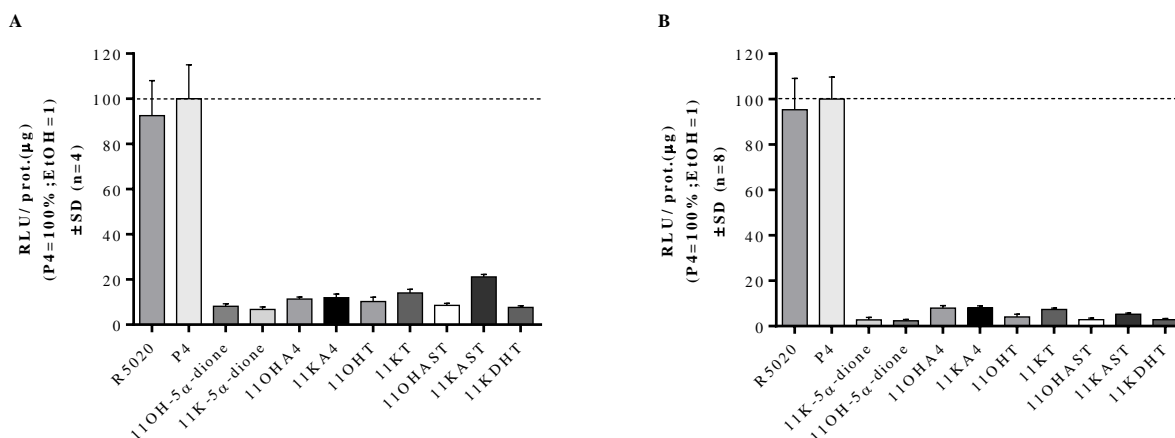 A
120
100
80
60
40
20
0
RLU/ prot.(µg)
(P4=100%;EtOH=1)
±SD (n=4)
R5020
P4
11OH-5α-dione
11K-5α-dione
11OHA4
11KA4
11OHT
11KT
11OHAST
11KAST
11KDHT
B
120
100
80
60
40
20
0
RLU/ prot.(µg)
(P4=100%;EtOH=1)
±SD (n=8)
R5020
P4
11K-5α-dione
11OH-5α-dione
11OHA4
11KA4
11OHT
11KT
11OHAST
11KAST
11KDHT